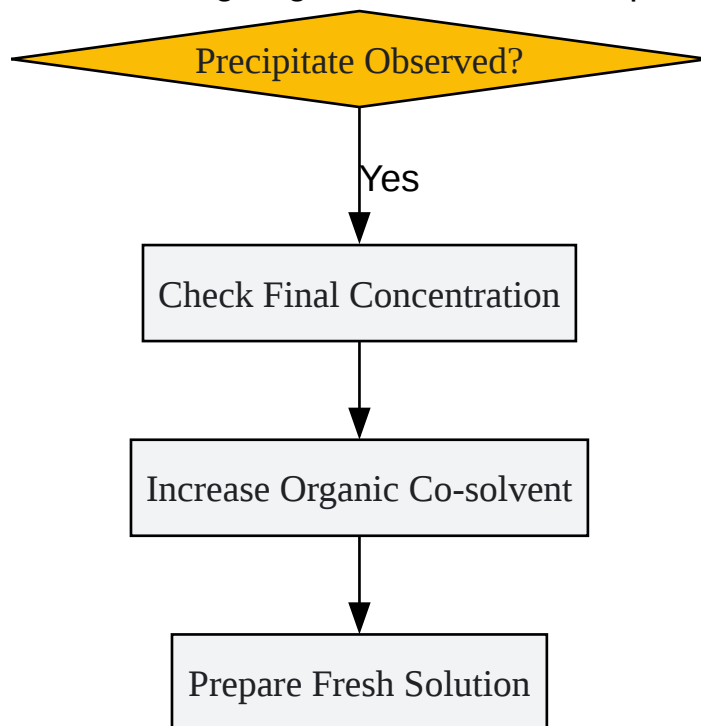 Precipitate Observed?
Yes
Check Final Concentration
Increase Organic Co-solvent
Prepare Fresh Solution